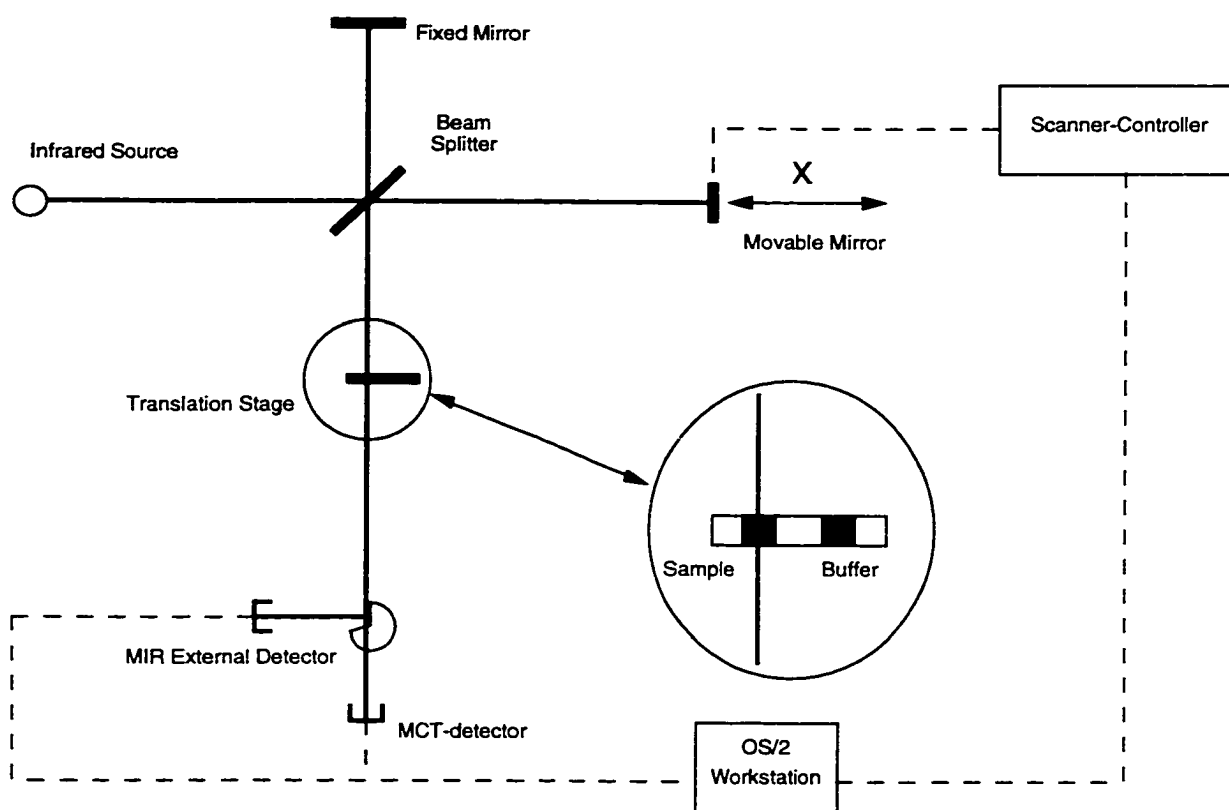 Fixed Mirror
Scanner-Controller
Beam
Splitter
Infrared Source
X
Movable Mirror
Translation Stage
Sample
Buffer
MIR External Detector
MCT-detector
OS/2
Workstation